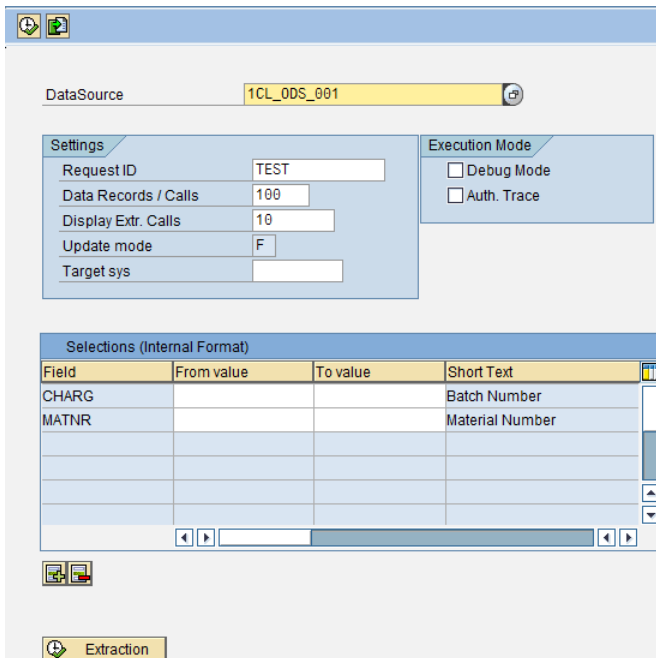 DataSource 1CL_ODS_001
Settings
Request ID TEST
Data Records / Calls 100
Display Extr. Calls 10
Update mode F
Target sys
Execution Mode
Debug Mode
Auth. Trace
Selections (Internal Format)
Field From value To value Short Text
CHARG Batch Number
MATNR Material Number
Extraction